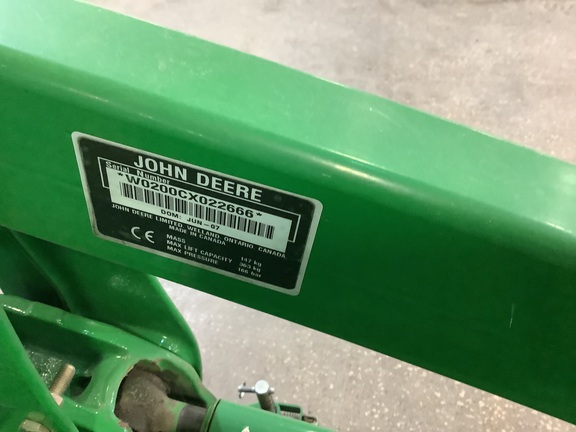 JOHN DEERE
Serial Number
*W0200CX022666*
DOM: JUN-07
JOHN DEERE LIMITED, WELLAND ONTARIO CANADA
MADE IN CANADA
CE
MASS 147 kg
MAX LIFT CAPACITY 363 kg
MAX PRESSURE 166 bar